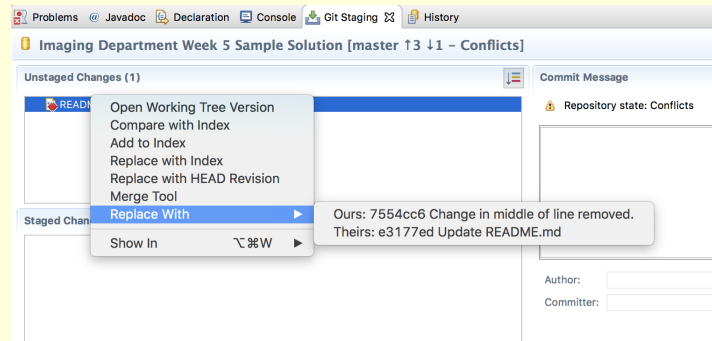 Problems @ Javadoc Declaration Console Git Staging History
Imaging Department Week 5 Sample Solution [master ↑3 ↓1 - Conflicts]
Unstaged Changes (1)
Commit Message
Open Working Tree Version
Repository state: Conflicts
Compare with Index
Add to Index
Replace with Index
Replace with HEAD Revision
Merge Tool
Replace With ▶
Ours: 7554cc6 Change in middle of line removed.
Theirs: e3177ed Update README.md
Staged
Show In ⌥⌘W ▶
Author:
Committer: